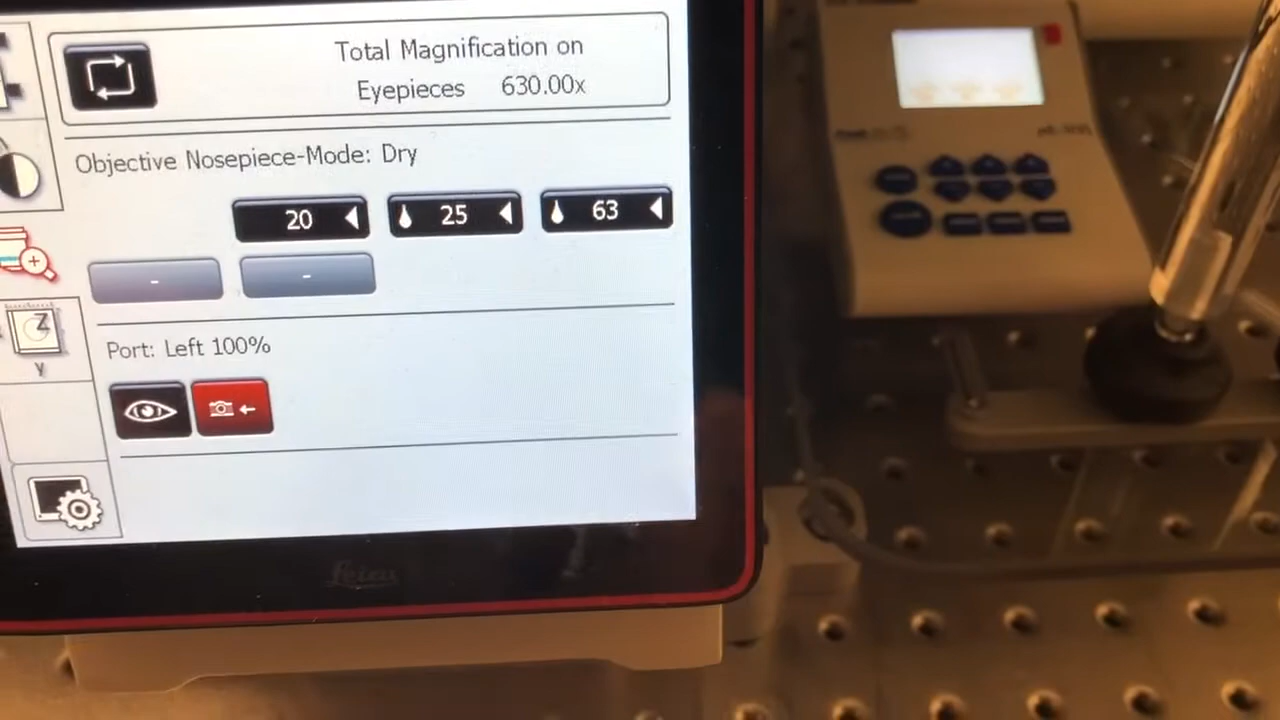 Total Magnification on
Eyepieces 630.00x
Objective Nosepiece-Mode: Dry
20 25 63
- -
Port: Left 100%
Z
y
Leica